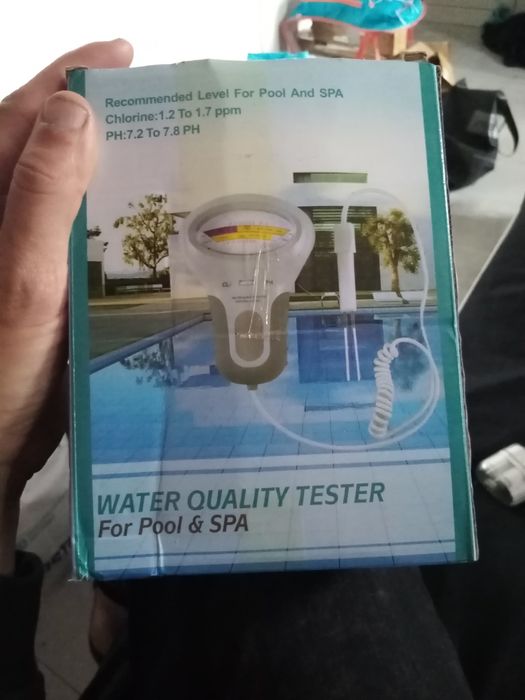 Recommended Level For Pool And SPA
Chlorine:1.2 To 1.7 ppm
PH:7.2 To 7.8 PH
WATER QUALITY TESTER
For Pool & SPA